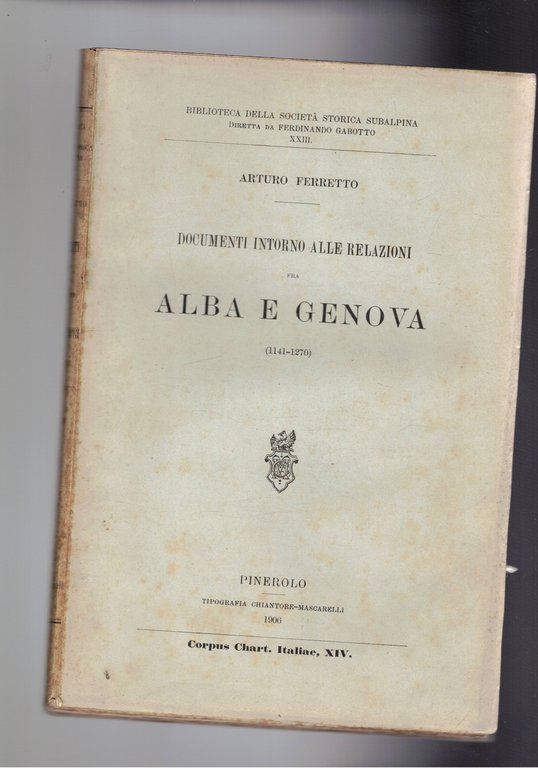 BIBLIOTECA DELLA SOCIETÀ STORICA SUBALPINA
DIRETTA DA FERDINANDO GABOTTO
XXIII.
ARTURO FERRETTO
DOCUMENTI INTORNO ALLE RELAZIONI
FRA
ALBA E GENOVA
(1141-1270)
PINEROLO
TIPOGRAFIA CHIANTORE-MASCARELLI
1906
Corpus Chart. Italiae, XIV.